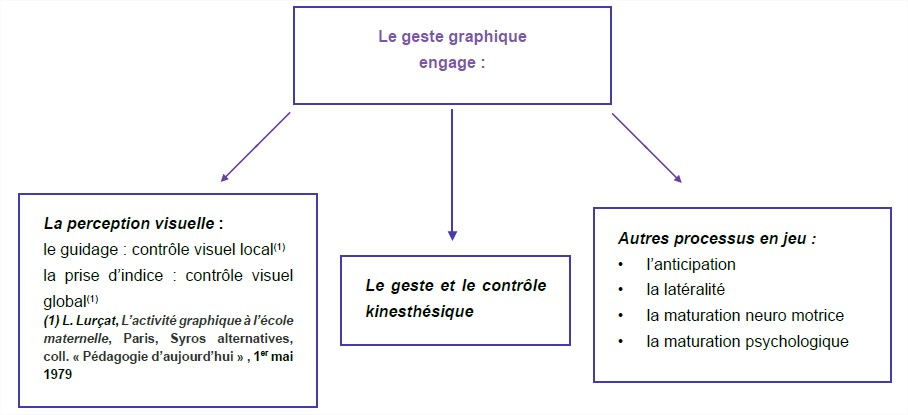 Le geste graphique
engage :
La perception visuelle :
le guidage : contrôle visuel local(1)
la prise d’indice : contrôle visuel
global(1)
(1) L. Lurçat, L’activité graphique à l’école
maternelle, Paris, Syros alternatives,
coll. « Pédagogie d’aujourd’hui » , 1er mai
1979
Le geste et le contrôle
kinesthésique
Autres processus en jeu :
• l’anticipation
• la latéralité
• la maturation neuro motrice
• la maturation psychologique